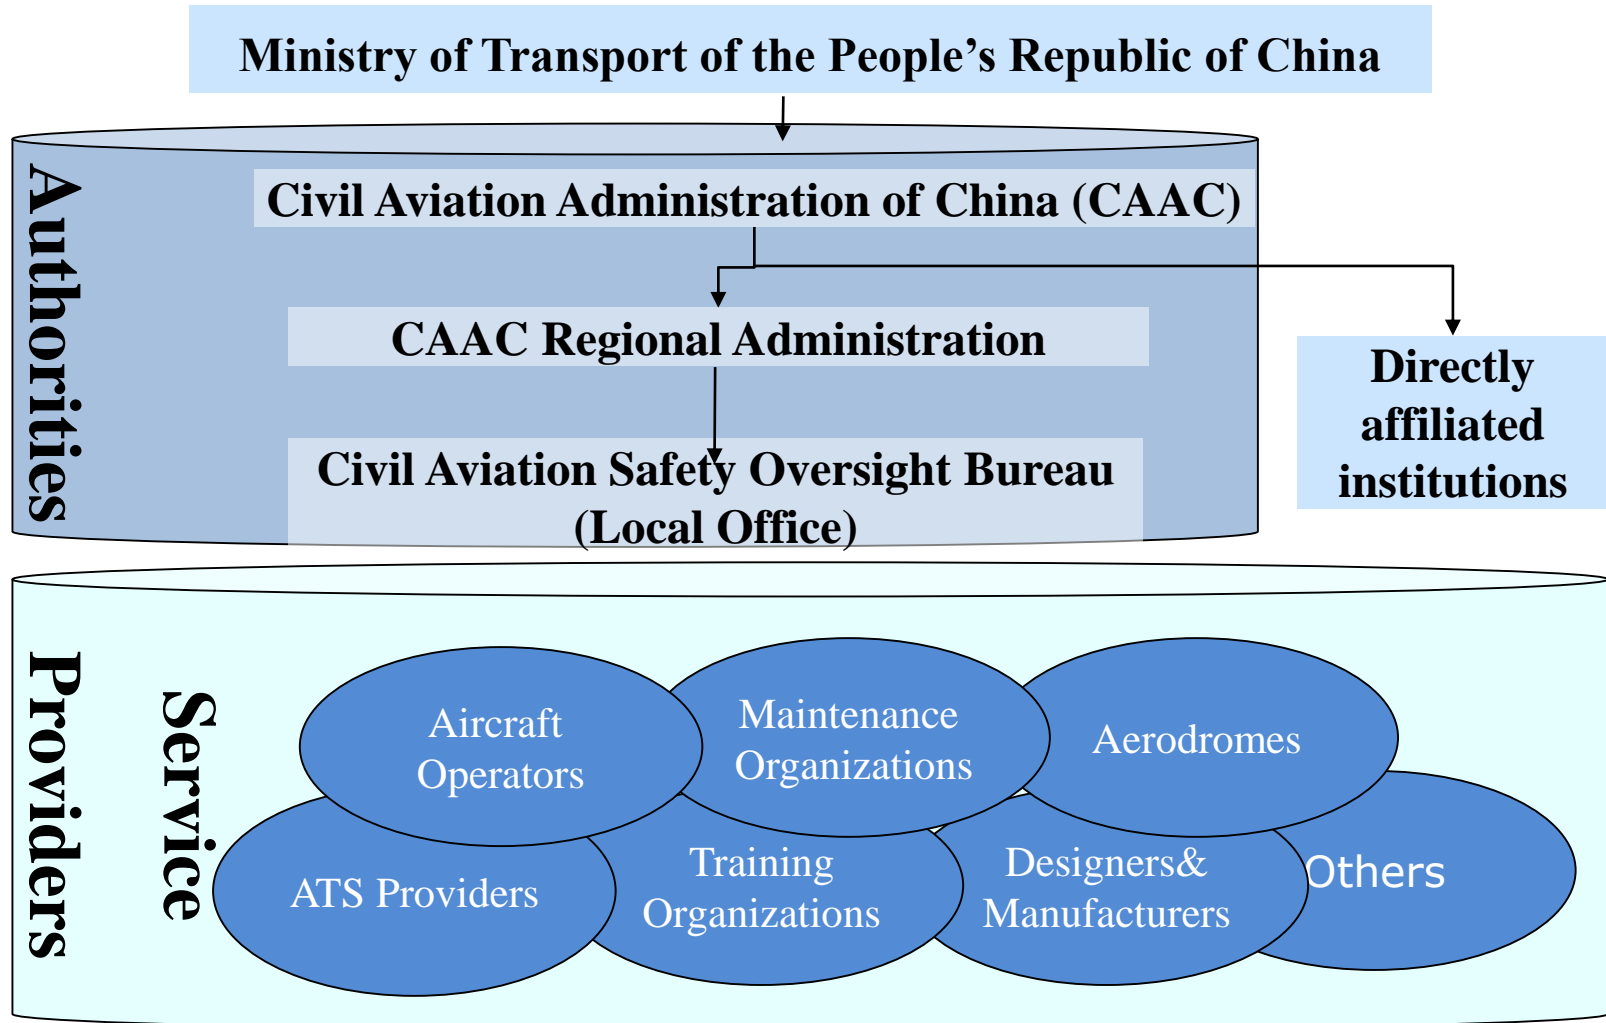 Ministry of Transport of the People’s Republic of China
Authorities
Civil Aviation Administration of China (CAAC)
CAAC Regional Administration
Directly
affiliated
institutions
Civil Aviation Safety Oversight Bureau
(Local Office)
Service
Providers
Aircraft
Operators
Maintenance
Organizations
Aerodromes
ATS Providers
Training
Organizations
Designers&
Manufacturers
Others